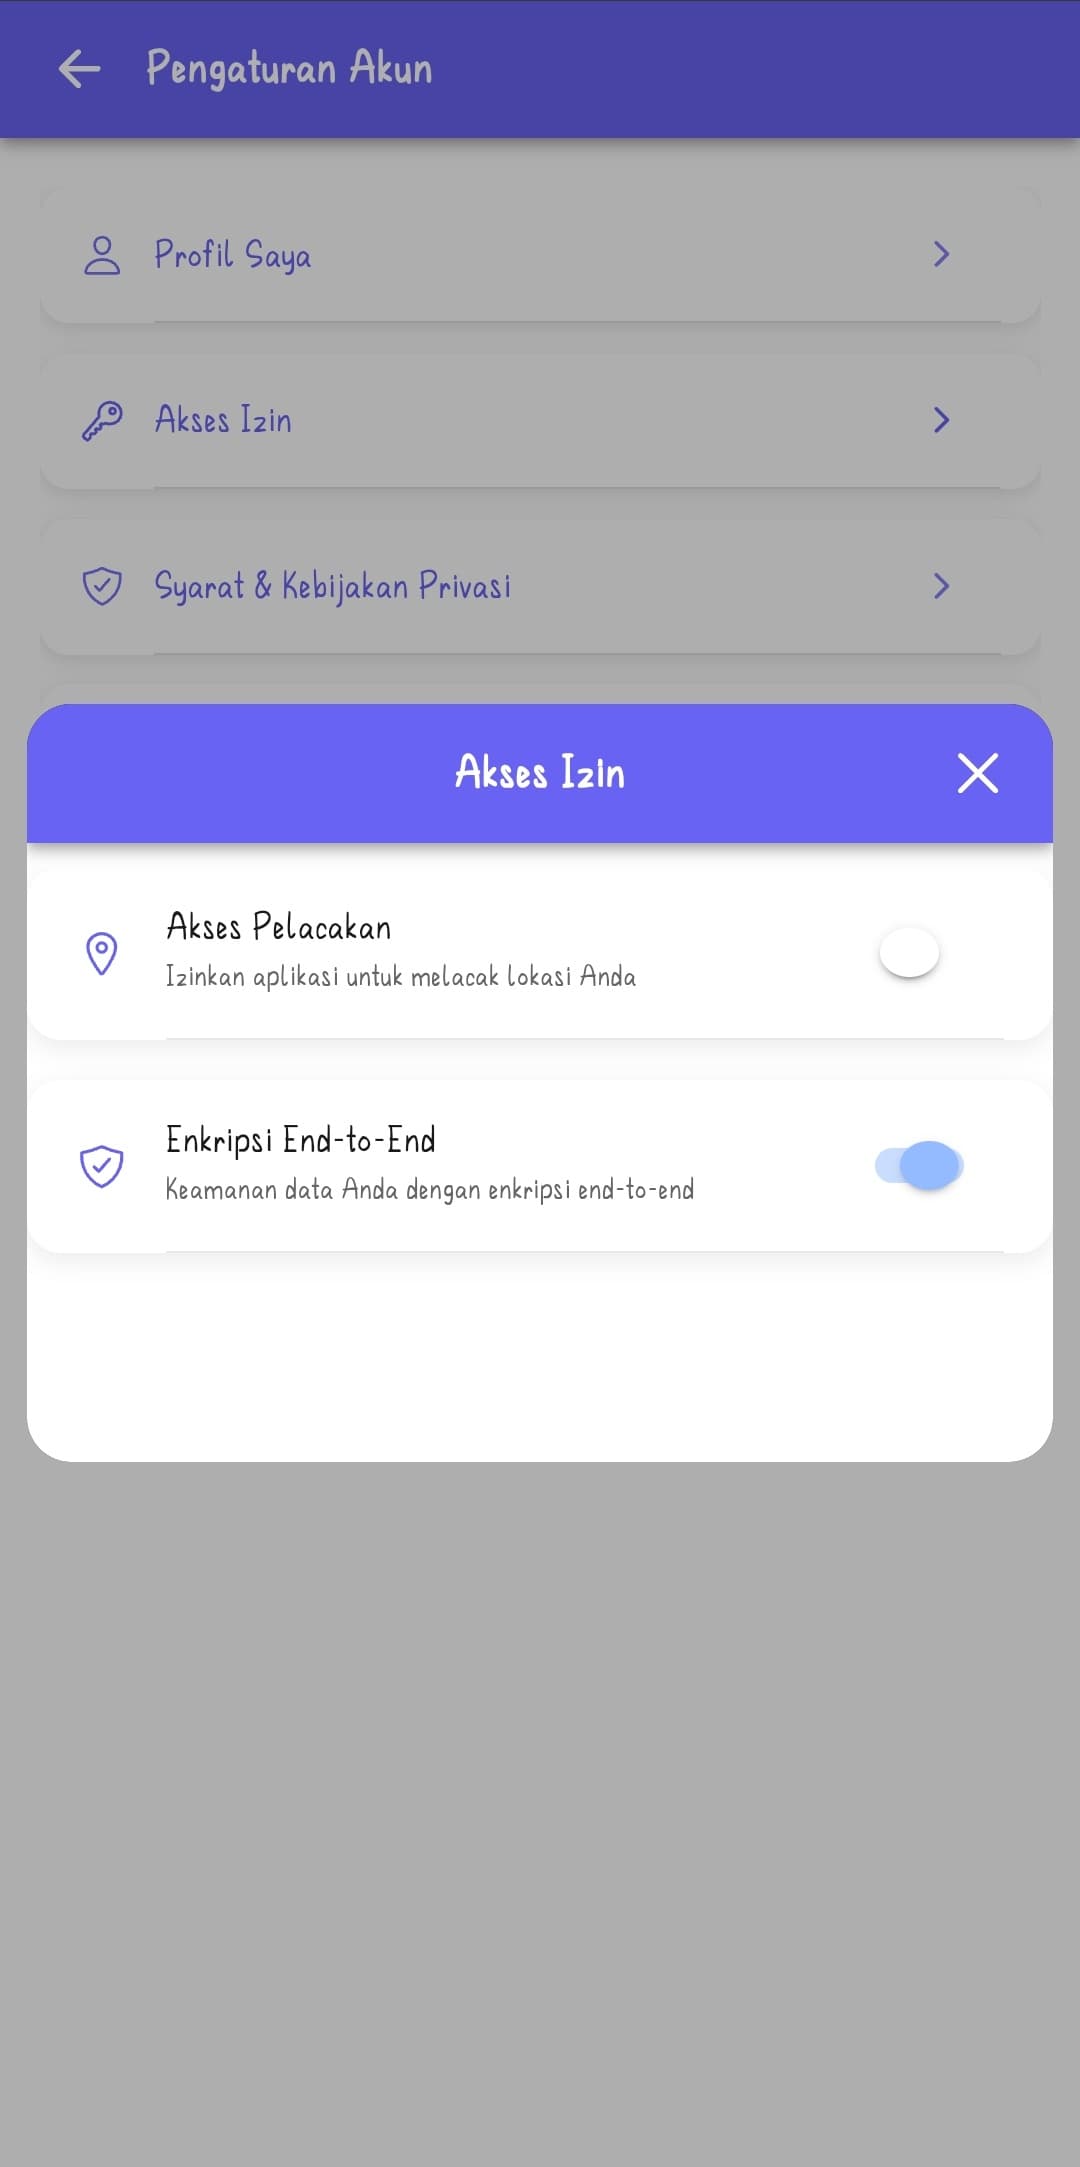 Pengaturan Akun
Profil Saya
Akses Izin
Syarat & Kebijakan Privasi
Akses Izin
Akses Pelacakan
Izinkan aplikasi untuk melacak lokasi Anda
Enkripsi End-to-End
Keamanan data Anda dengan enkripsi end-to-end